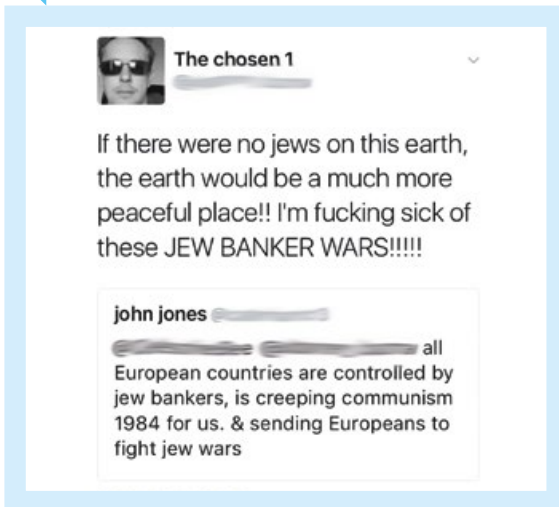 The chosen 1
If there were no jews on this earth,
the earth would be a much more
peaceful place!! I'm fucking sick of
these JEW BANKER WARS!!!!!
john jones
all
European countries are controlled by
jew bankers, is creeping communism
1984 for us. & sending Europeans to
fight jew wars